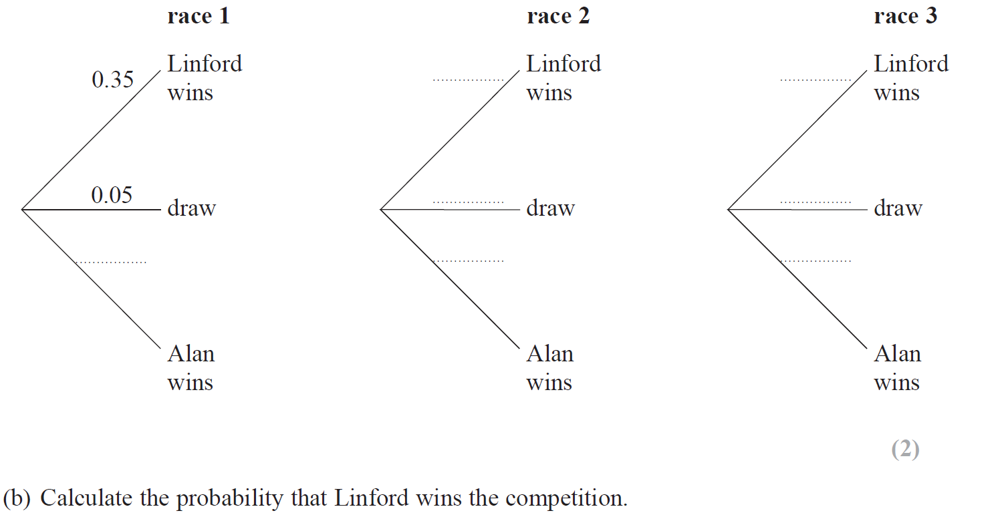 race 1 race 2 race 3
Linford Linford Linford
0.35
wins wins wins
0.05
draw draw draw
Alan Alan Alan
wins wins wins
(2)
(b) Calculate the probability that Linford wins the competition.